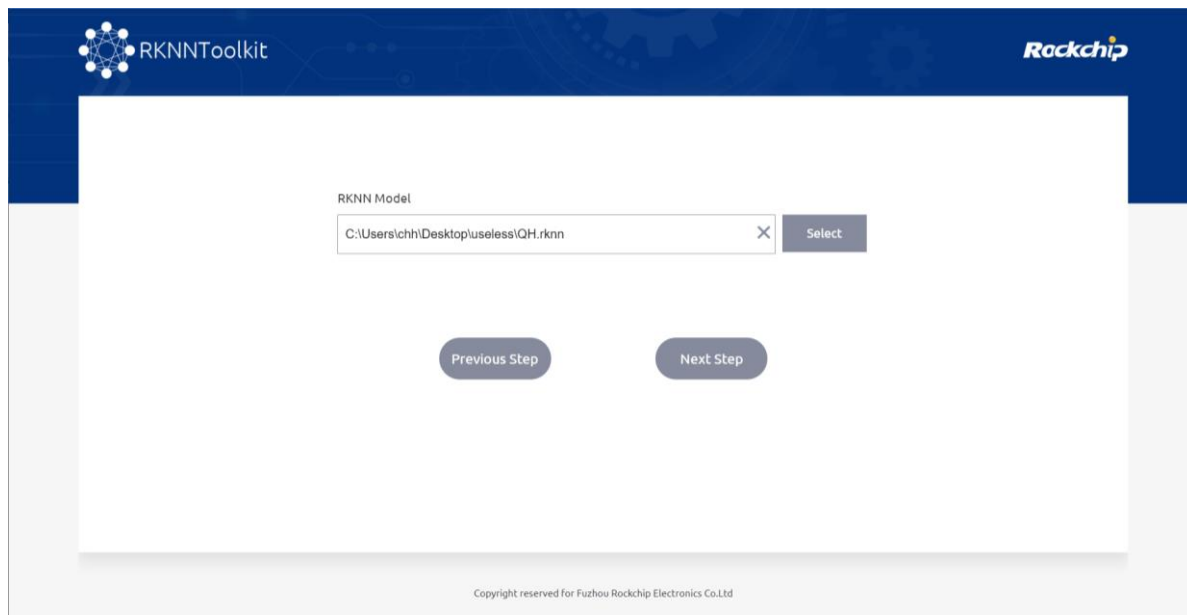 RKNNToolkit
Rockchip
RKNN Model
C:\Users\chh\Desktop\useless\QH.rknn
Select
Previous Step
Next Step
Copyright reserved for Fuzhou Rockchip Electronics Co.Ltd